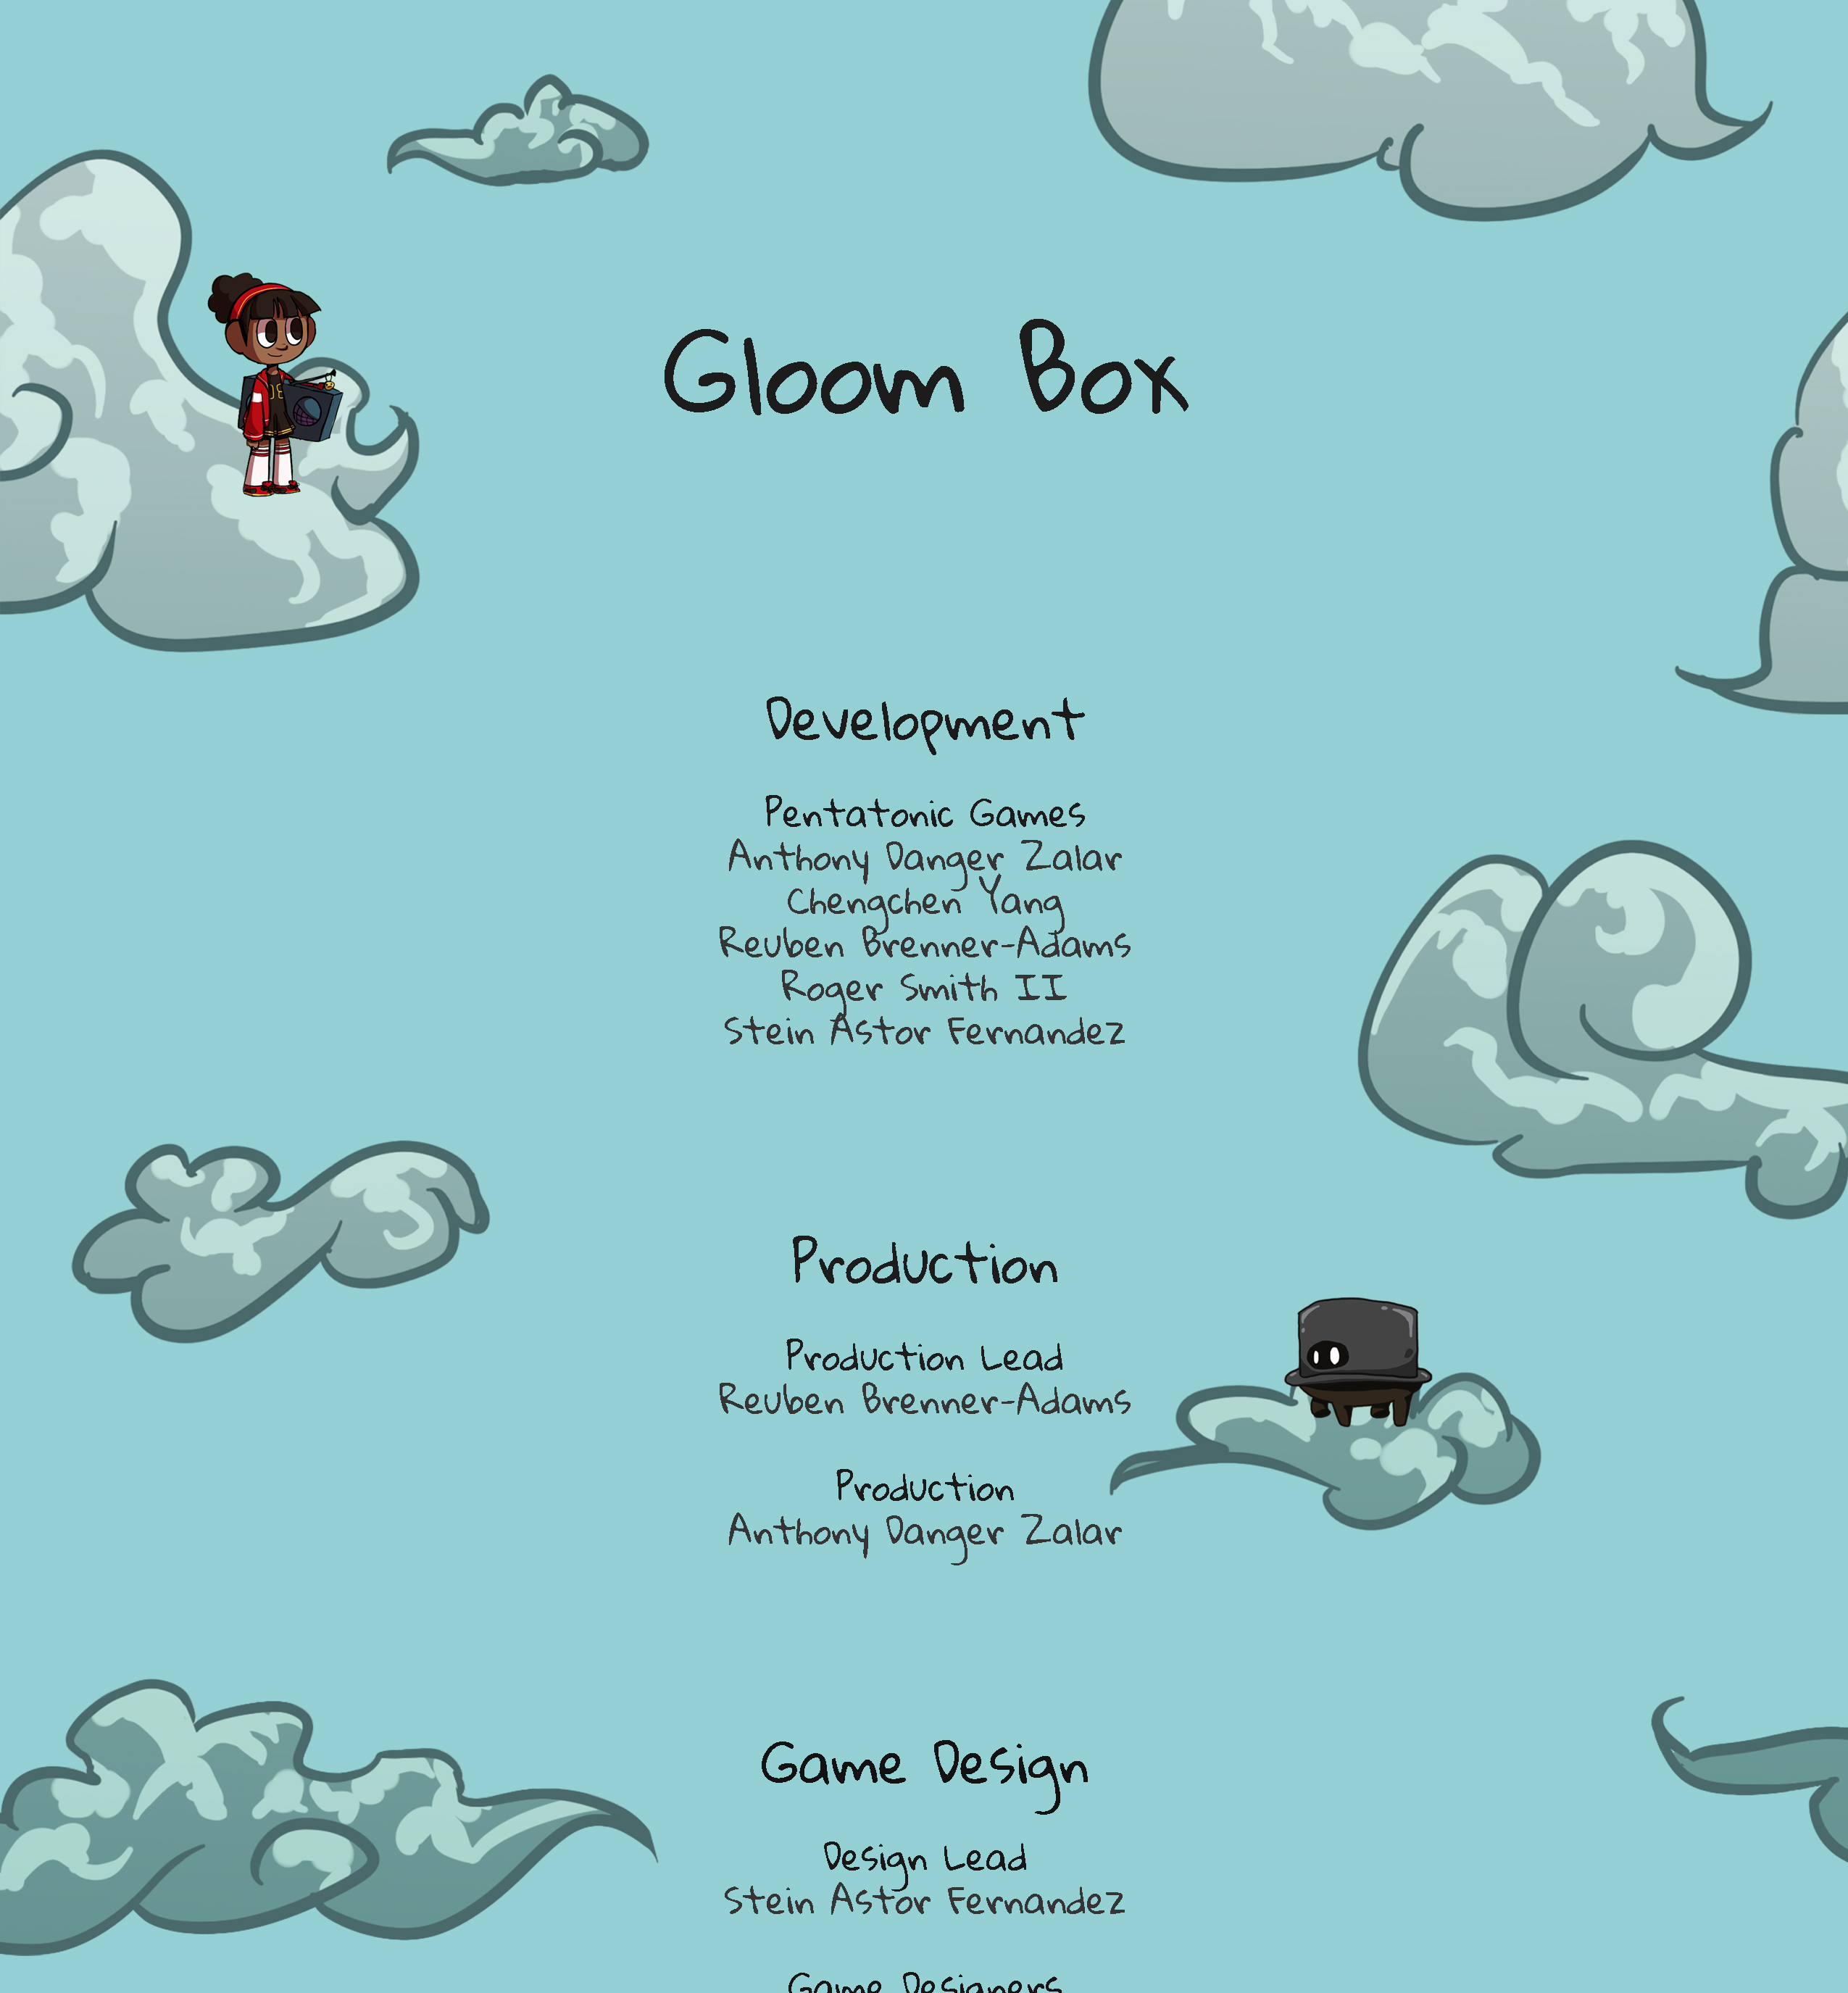 Gloom Box
Development
Pentatonic Games
Anthony Danger Zalar
Chengchen Yang
Reuben Brenner-Adams
Roger Smith II
Stein Astor Fernandez
Production
Production Lead
Reuben Brenner-Adams
Production
Anthony Danger Zalar
Game Design
Design Lead
Stein Astor Fernandez
Game Designers